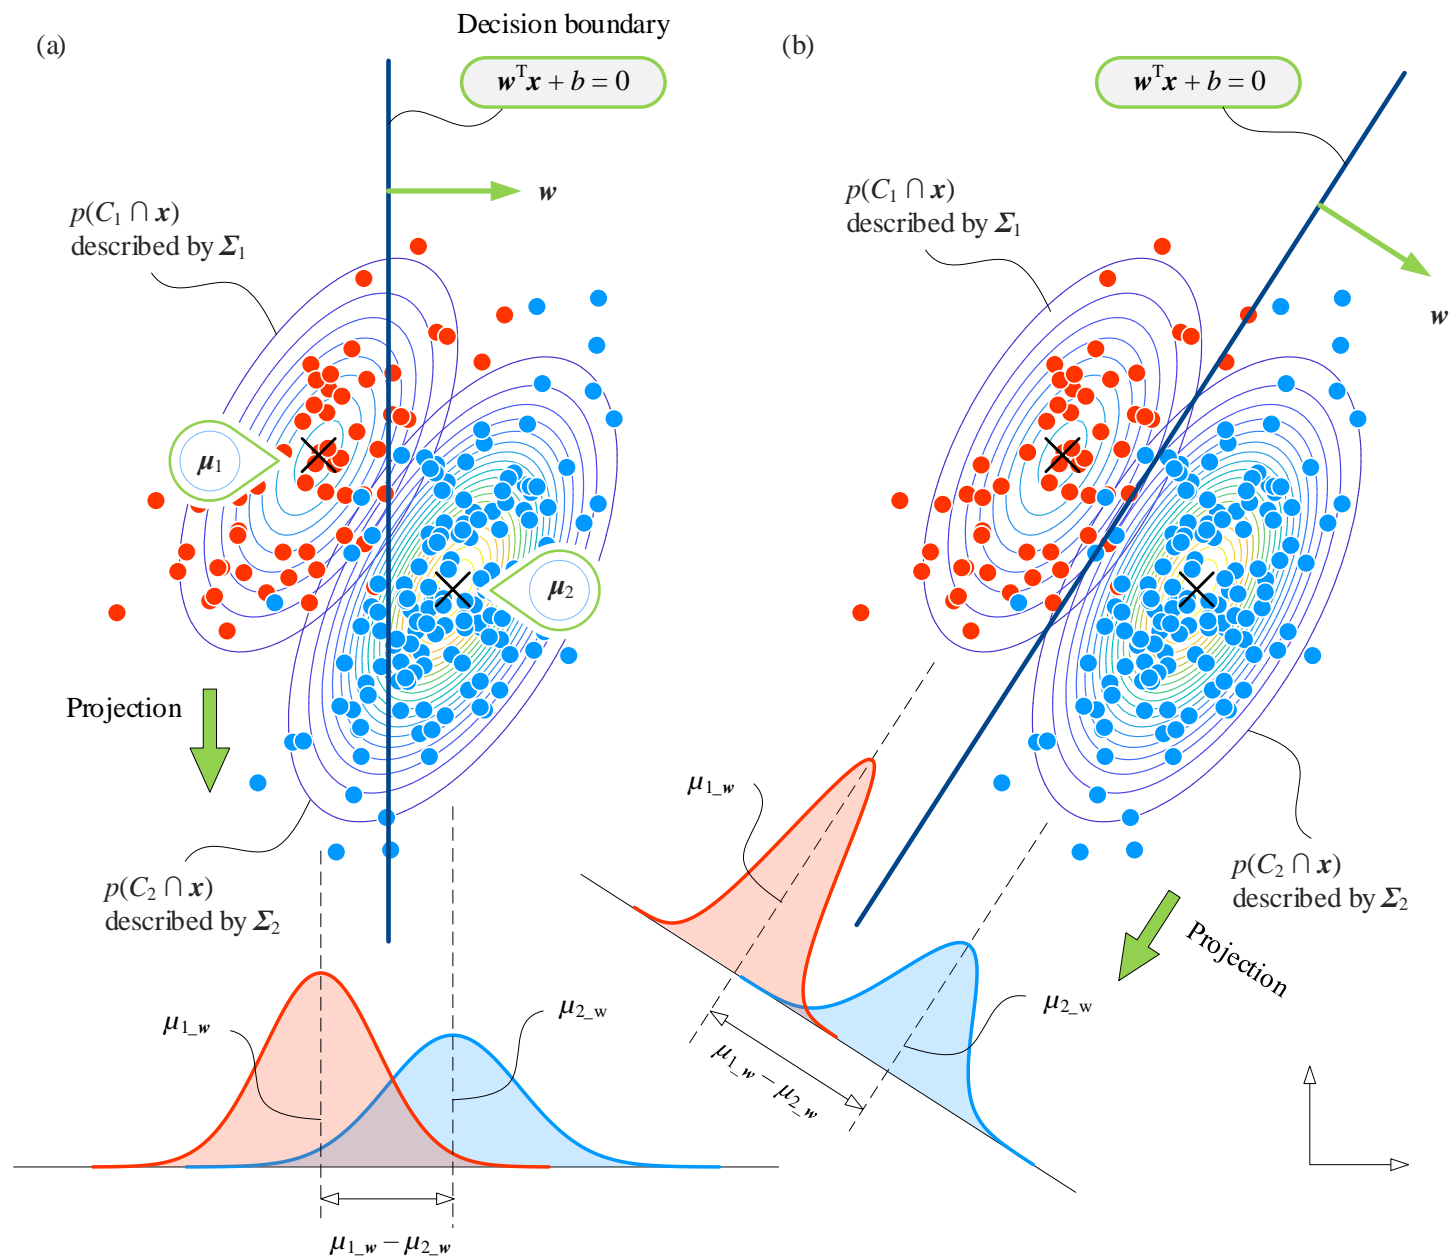 Decision boundary
(a)
wᵀx + b = 0
w
p(C₁ ∩ x)
described by Σ₁
μ₁
μ₂
Projection
p(C₂ ∩ x)
described by Σ₂
μ₁_w
μ₂_w
μ₁_w – μ₂_w
(b)
wᵀx + b = 0
p(C₁ ∩ x)
described by Σ₁
w
μ₁_w
p(C₂ ∩ x)
described by Σ₂
Projection
μ₂_w
μ₁_w – μ₂_w